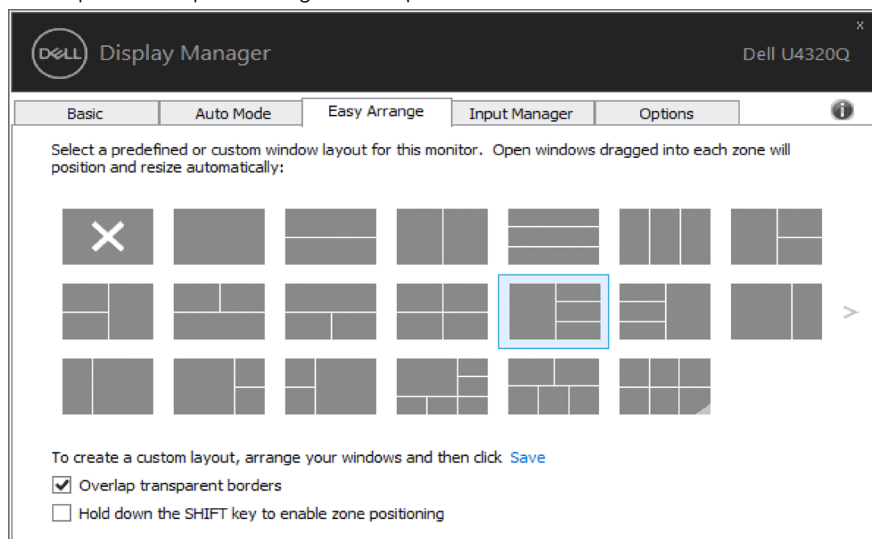 DELL Display Manager
x
Dell U4320Q
Basic
Auto Mode
Easy Arrange
Input Manager
Options
i
Select a predefined or custom window layout for this monitor. Open windows dragged into each zone will
position and resize automatically:
>
To create a custom layout, arrange your windows and then click Save
Overlap transparent borders
Hold down the SHIFT key to enable zone positioning